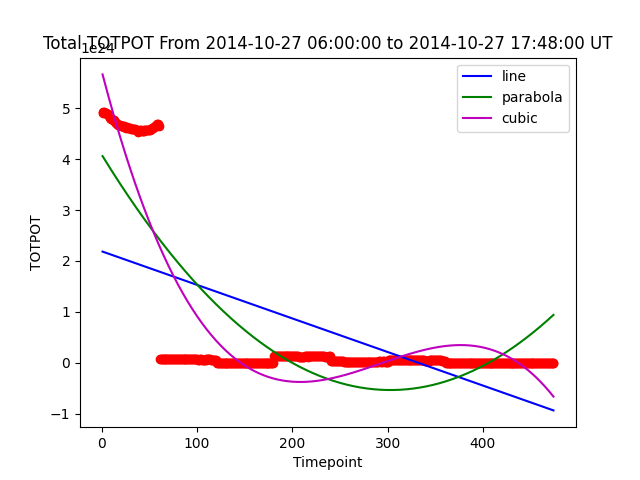 Total TOTPOT From 2014-10-27 06:00:00 to 2014-10-27 17:48:00 UT
1e24
line
parabola
cubic
5
4
3
2
1
0
−1
TOTPOT
0 100 200 300 400
Timepoint